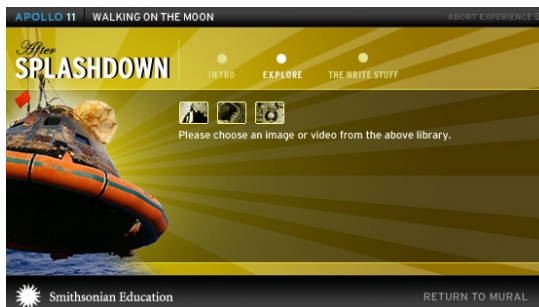 APOLLO 11 WALKING ON THE MOON
ABORT EXPERIENCE
After
SPLASHDOWN
INTRO EXPLORE THE WRITE STUFF
Please choose an image or video from the above library.
Smithsonian Education
RETURN TO MURAL